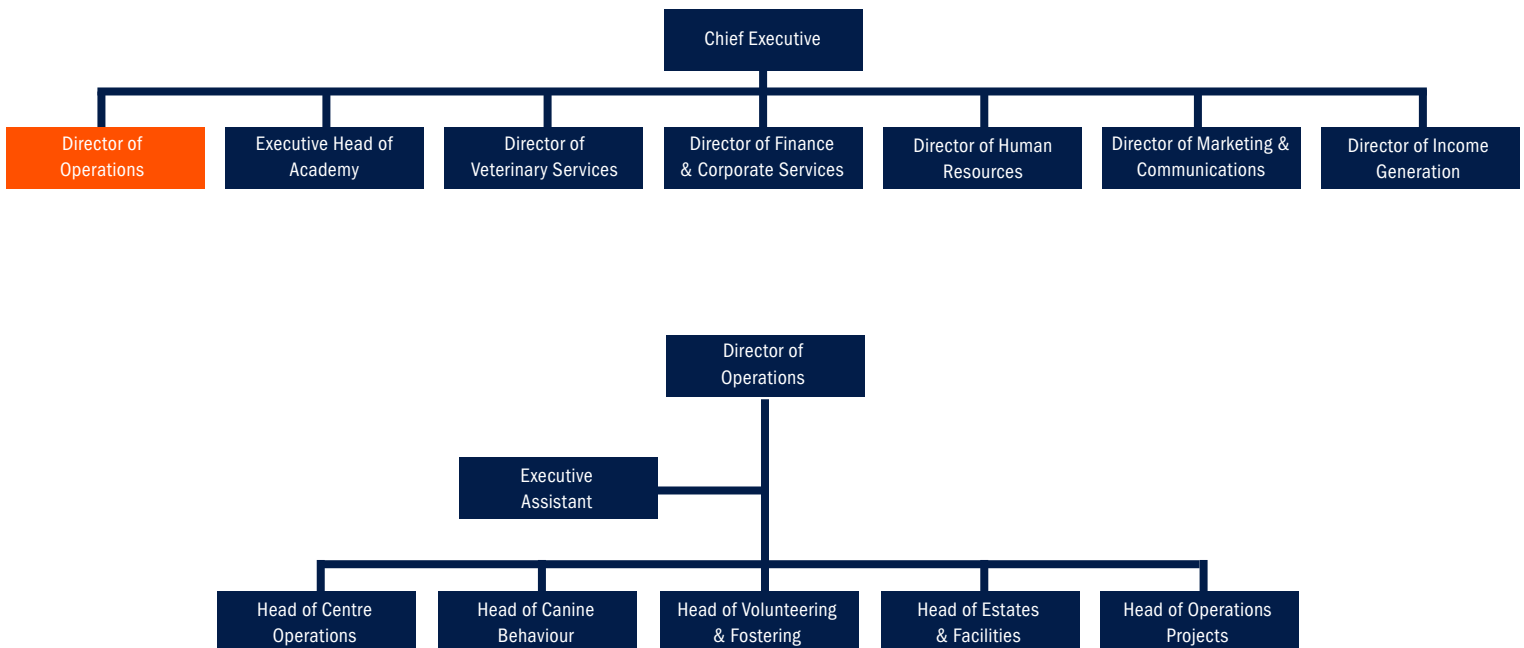 Chief Executive
Director of
Operations
Executive Head of
Academy
Director of
Veterinary Services
Director of Finance
& Corporate Services
Director of Human
Resources
Director of Marketing &
Communications
Director of Income
Generation
Director of
Operations
Executive
Assistant
Head of Centre
Operations
Head of Canine
Behaviour
Head of Volunteering
& Fostering
Head of Estates
& Facilities
Head of Operations
Projects